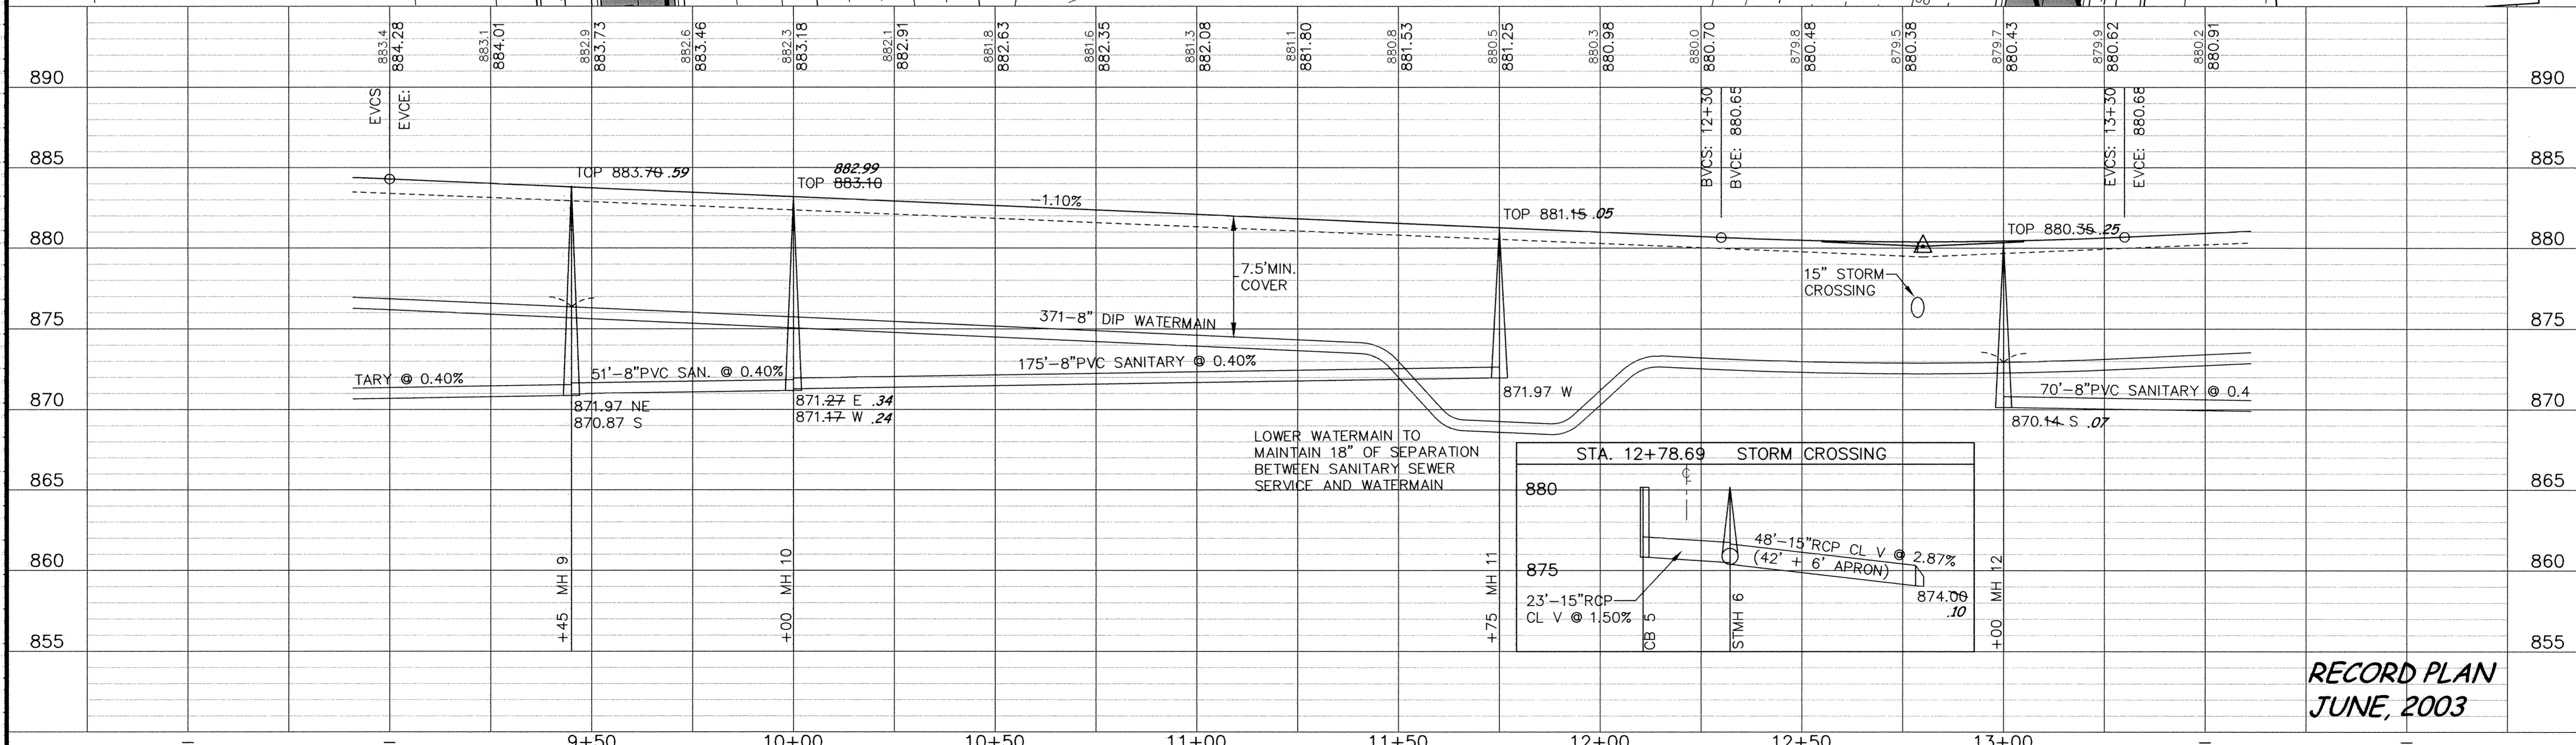 883.4 884.28
883.1 884.01
882.9 883.73
882.6 883.46
882.3 883.18
882.1 882.91
881.8 882.63
881.6 882.35
881.3 882.08
881.1 881.80
880.8 881.53
880.5 881.25
880.3 880.98
880.0 880.70
879.8 880.48
879.5 880.38
879.7 880.43
879.9 880.62
880.2 880.91
890 890
EVCS
EVCE:
BVCS: 12+30
BVCE: 880.65
EVCS: 13+30
EVCE: 880.68
885 885
TOP 883.70 .59
882.99
TOP 883.10
-1.10%
TOP 881.15 .05
TOP 880.35 .25
880 880
7.5'MIN.
COVER
15" STORM
CROSSING
875 875
371-8" DIP WATERMAIN
TARY @ 0.40%
51'-8"PVC SAN. @ 0.40%
175'-8"PVC SANITARY @ 0.40%
70'-8"PVC SANITARY @ 0.4
870 870
871.97 NE
870.87 S
871.27 E .34
871.17 W .24
871.97 W
870.14 S .07
LOWER WATERMAIN TO
MAINTAIN 18" OF SEPARATION
BETWEEN SANITARY SEWER
SERVICE AND WATERMAIN
865 865
STA. 12+78.69 STORM CROSSING
880
875
48'-15"RCP CL V @ 2.87%
(42' + 6' APRON)
23'-15"RCP
CL V @ 1.50%
874.00
.10
CB 5
STMH 6
860 860
+45 MH 9
+00 MH 10
+75 MH 11
+00 MH 12
855 855
RECORD PLAN
JUNE, 2003
- - 9+50 10+00 10+50 11+00 11+50 12+00 12+50 13+00 - -